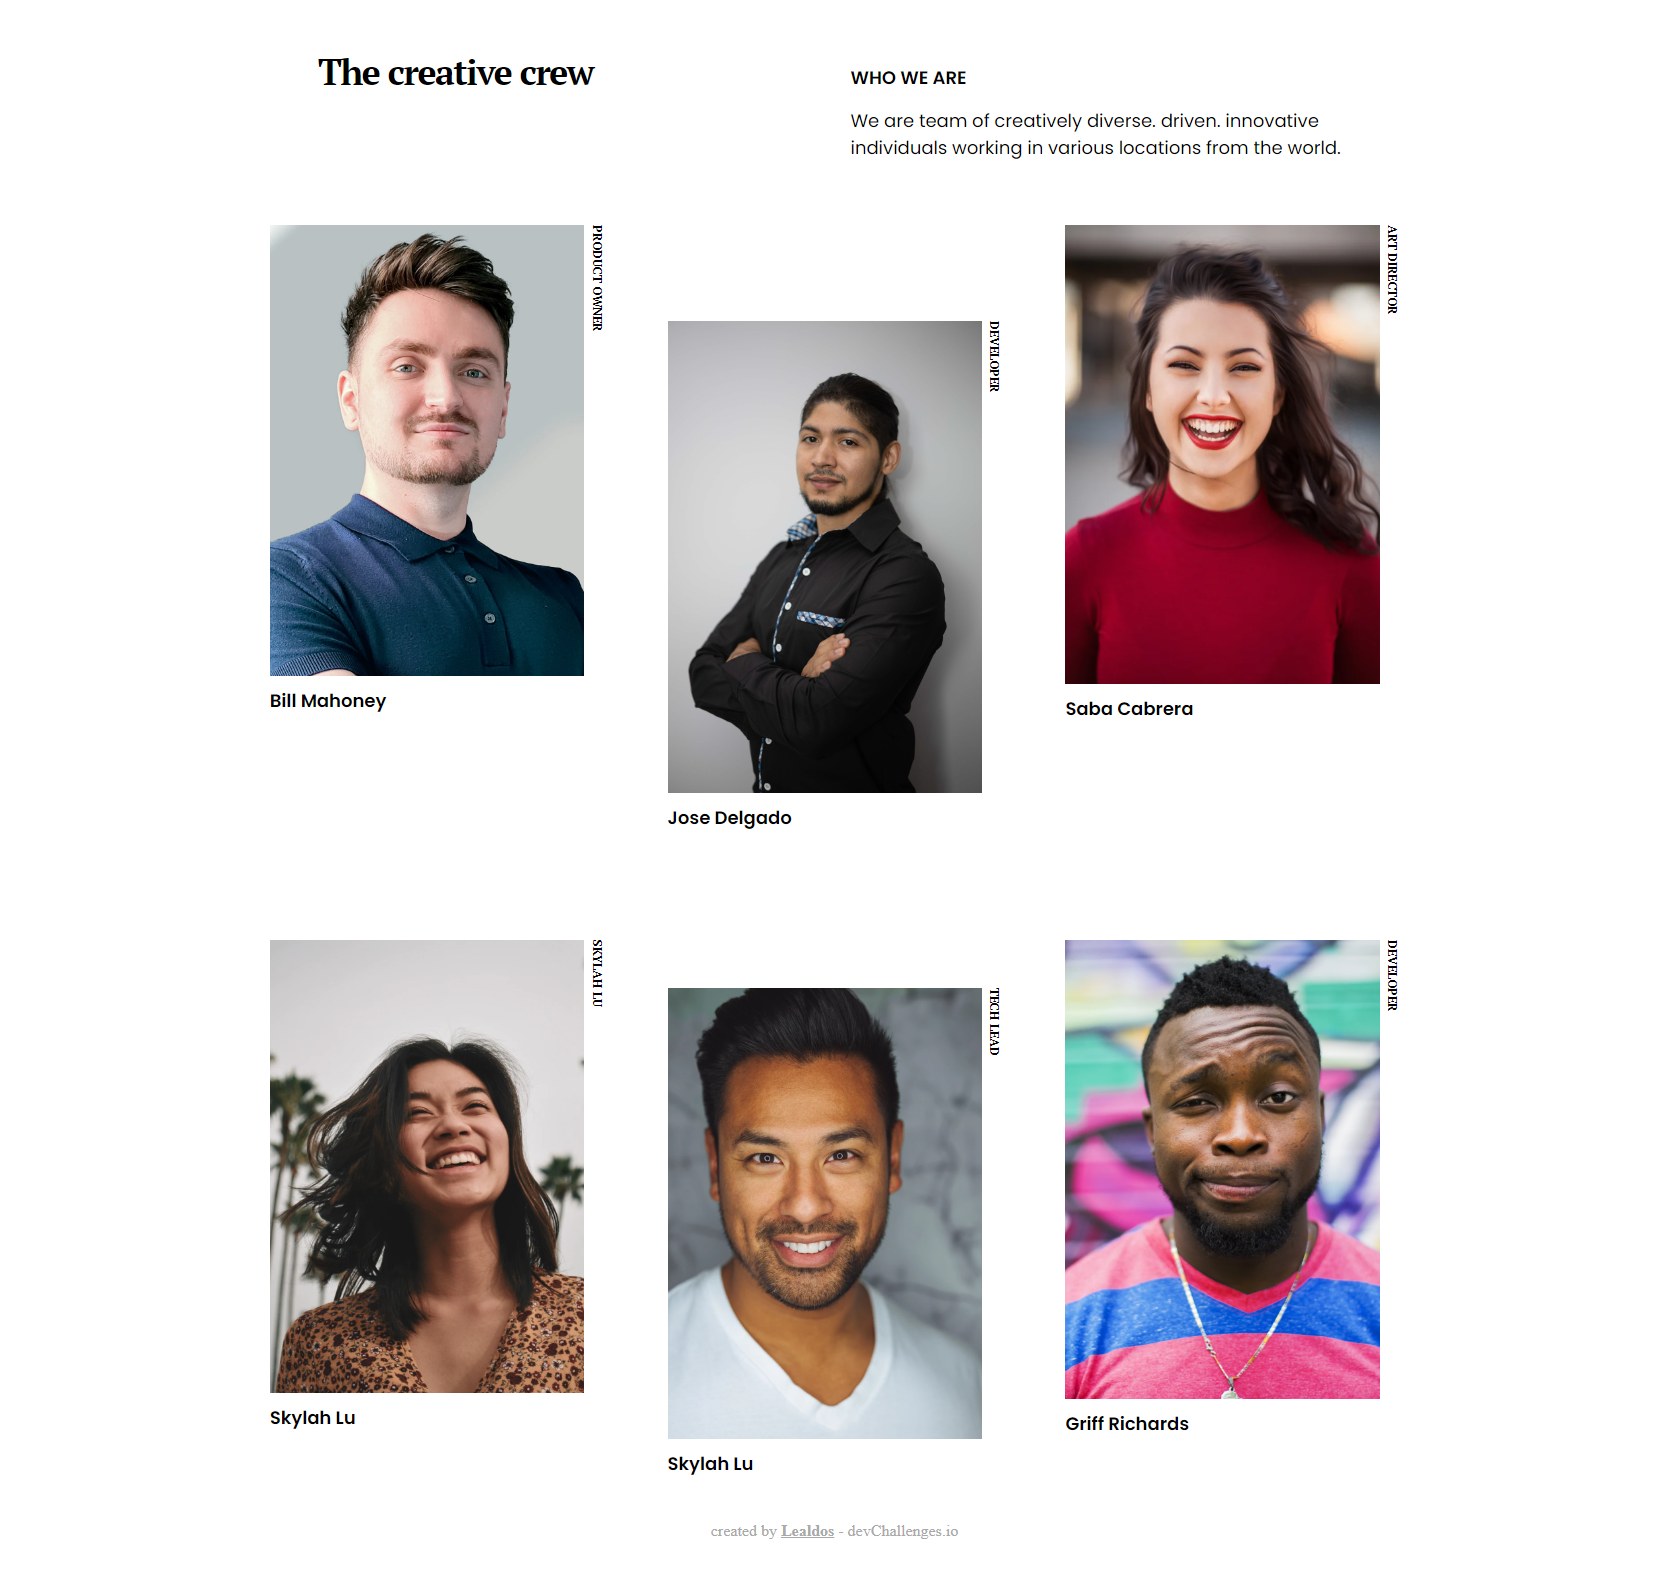 The creative crew
WHO WE ARE
We are team of creatively diverse. driven. innovative
individuals working in various locations from the world.
PRODUCT OWNER
Bill Mahoney
DEVELOPER
Jose Delgado
ART DIRECTOR
Saba Cabrera
SKYLAH LU
Skylah Lu
TECH LEAD
Skylah Lu
DEVELOPER
Griff Richards
created by Lealdos - devChallenges.io